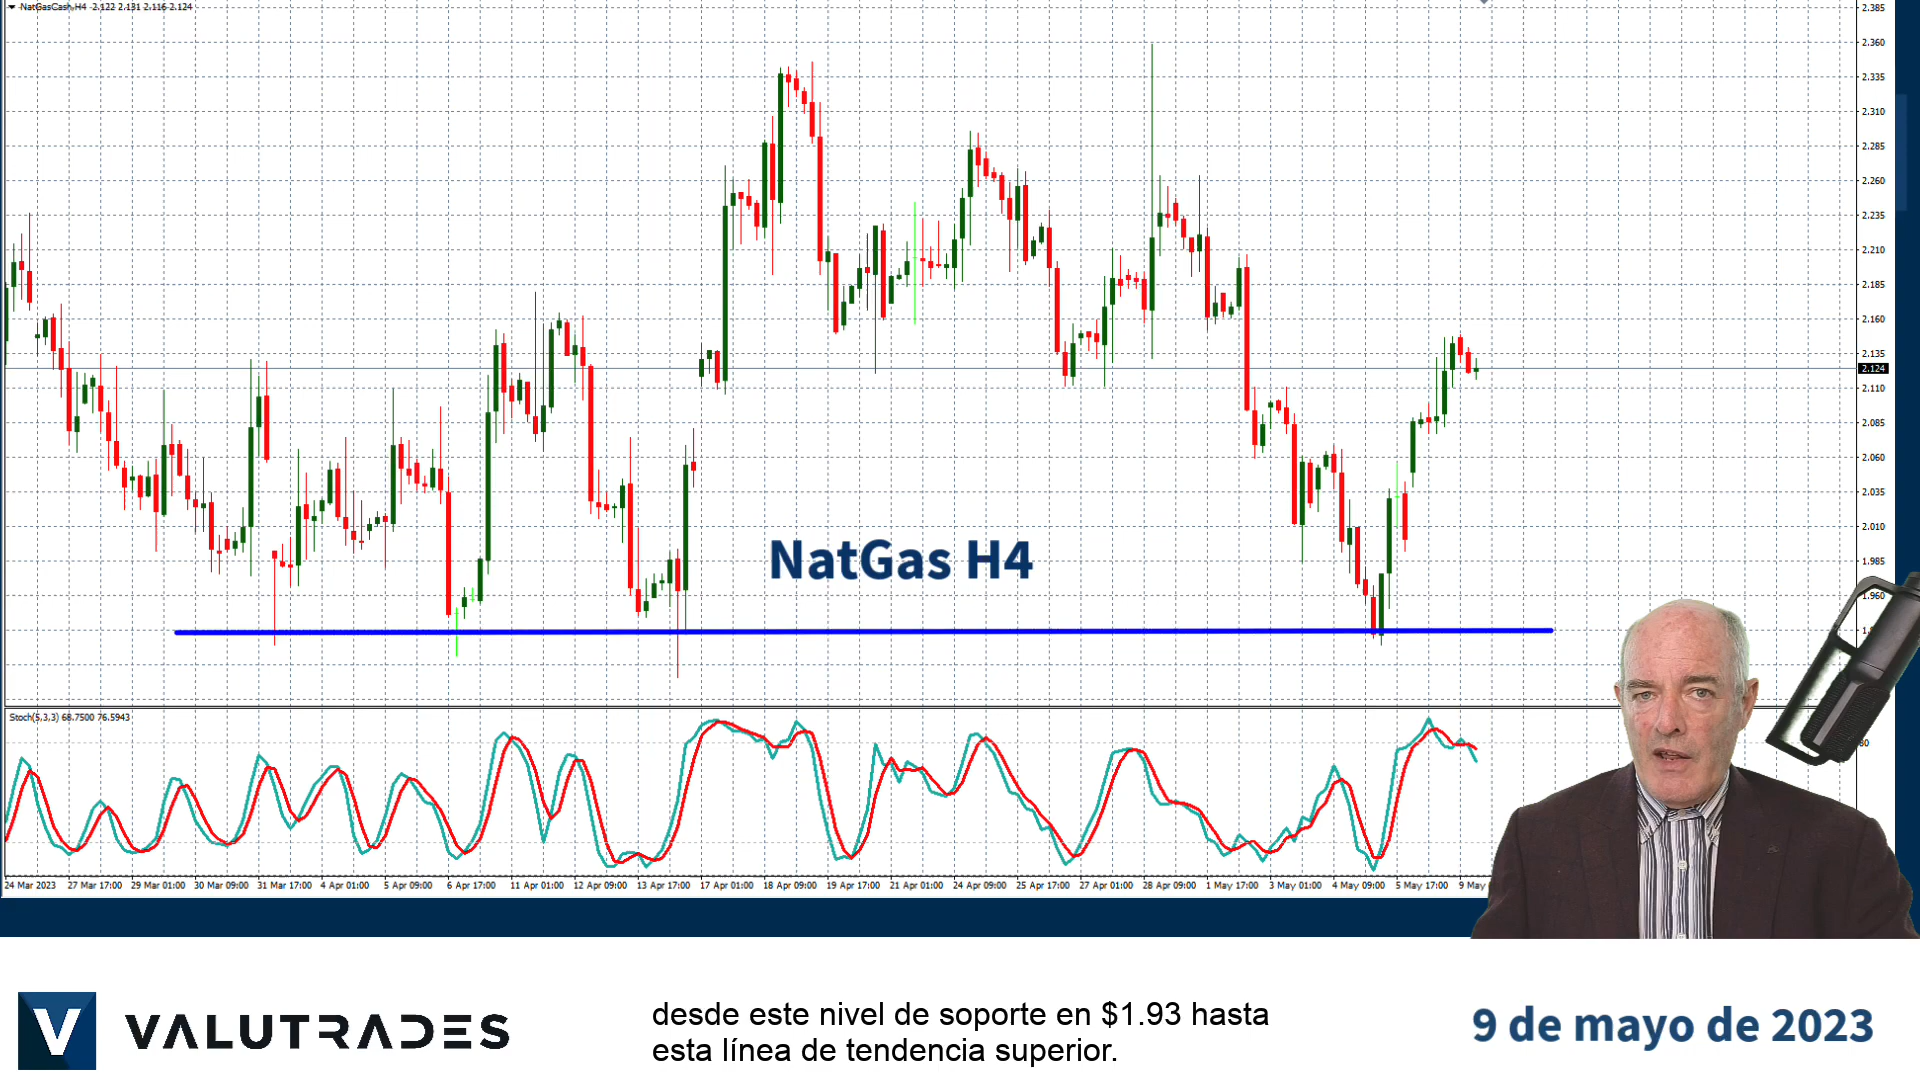 NatGasCash,H4 2.122 2.131 2.116 2.124
2.385
2.360
2.335
2.310
2.285
2.260
2.235
2.210
2.185
2.160
2.135
2.124
2.110
2.085
2.060
2.035
2.010
1.985
1.960
NatGas H4
Stoch(5,3,3) 68.7500 76.5943
80
24 Mar 2023 27 Mar 17:00 29 Mar 01:00 30 Mar 09:00 31 Mar 17:00 4 Apr 01:00 5 Apr 09:00 6 Apr 17:00 11 Apr 01:00 12 Apr 09:00 13 Apr 17:00 17 Apr 01:00 18 Apr 09:00 19 Apr 17:00 21 Apr 01:00 24 Apr 09:00 25 Apr 17:00 27 Apr 01:00 28 Apr 09:00 1 May 17:00 3 May 01:00 4 May 09:00 5 May 17:00 9 May
VALUTRADES
desde este nivel de soporte en $1.93 hasta
esta línea de tendencia superior.
9 de mayo de 2023